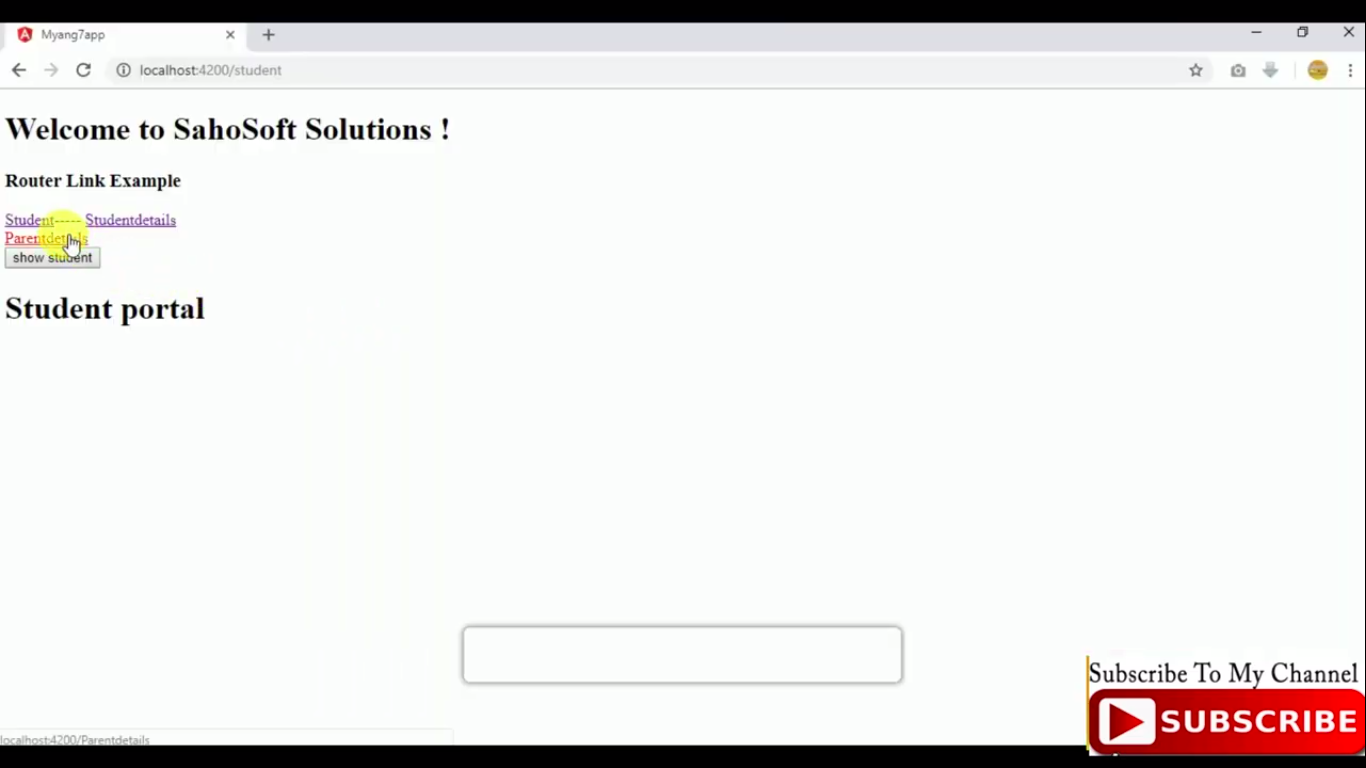 Myang7app
localhost:4200/student
Welcome to SahoSoft Solutions !
Router Link Example
Student----- Studentdetails
Parentdetails
show student
Student portal
Subscribe To My Channel
SUBSCRIBE
localhost:4200/Parentdetails